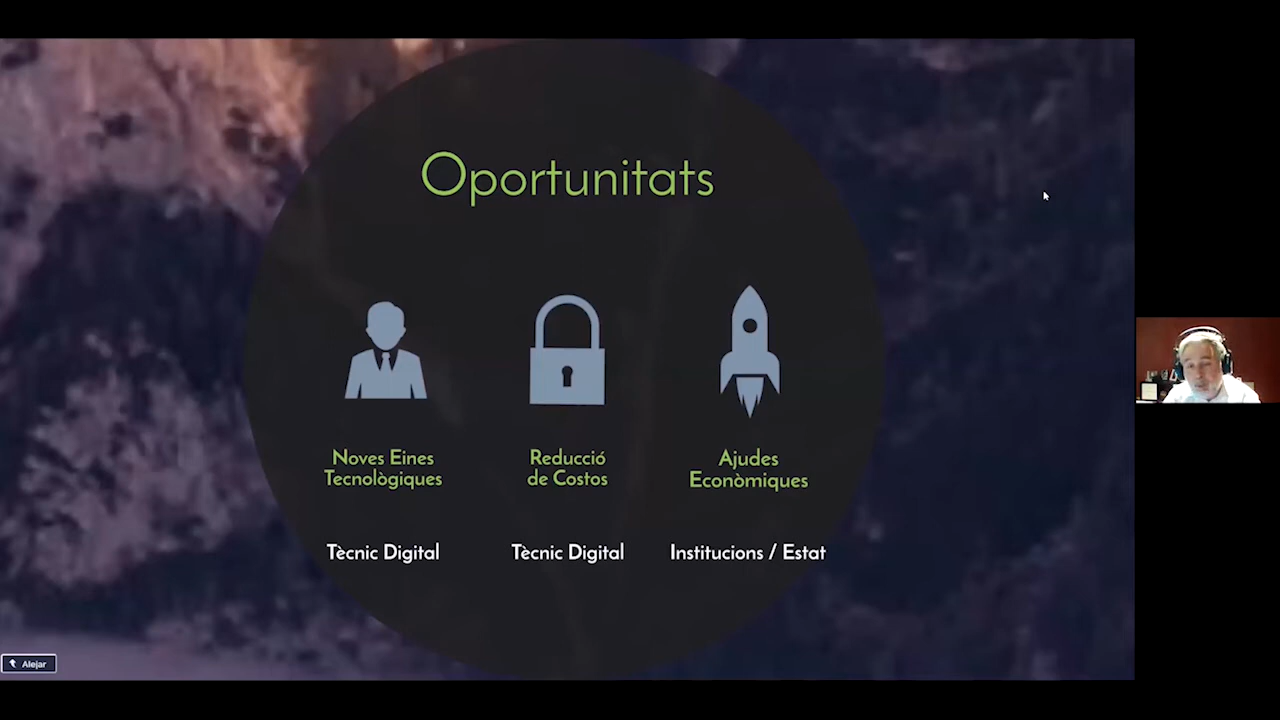 Oportunitats
Noves Eines
Tecnològiques
Reducció
de Costos
Ajudes
Econòmiques
Tècnic Digital
Tècnic Digital
Institucions / Estat
Alejar